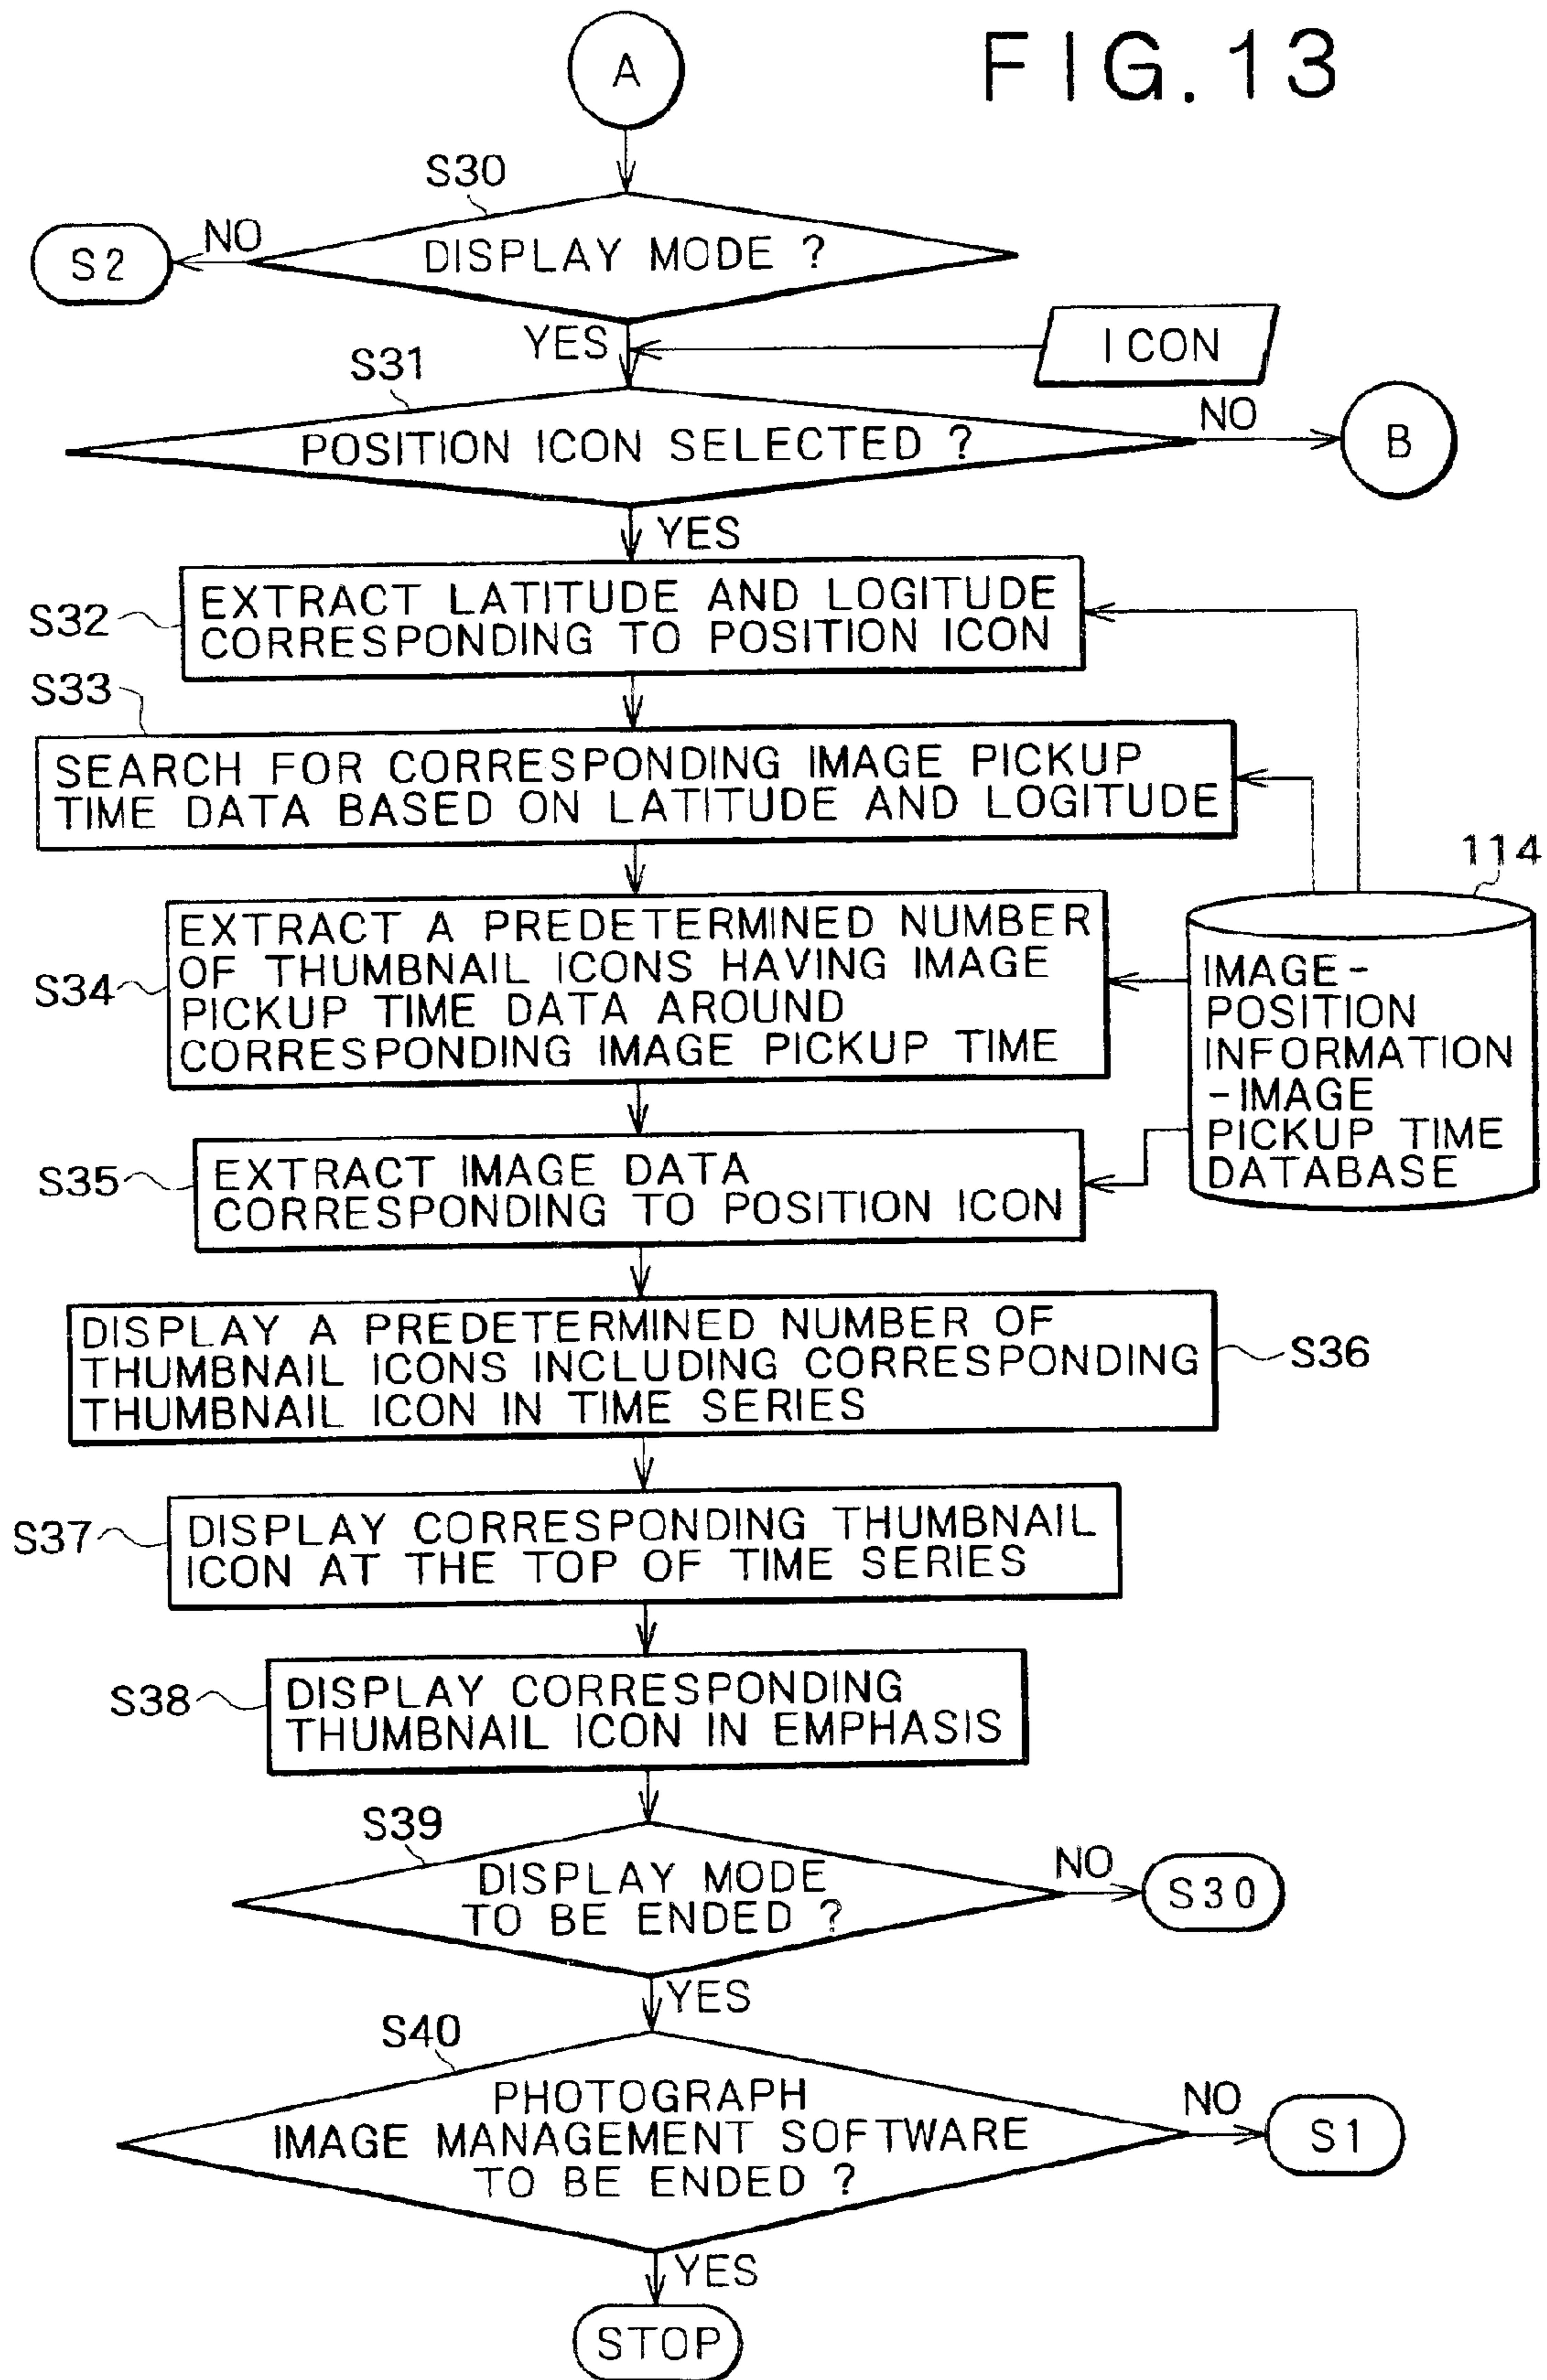 FIG.13
A
S30
DISPLAY MODE ?
NO
S2
YES
ICON
S31
POSITION ICON SELECTED ?
NO
B
YES
S32
EXTRACT LATITUDE AND LOGITUDE
CORRESPONDING TO POSITION ICON
S33
SEARCH FOR CORRESPONDING IMAGE PICKUP
TIME DATA BASED ON LATITUDE AND LOGITUDE
114
IMAGE-
POSITION
INFORMATION
-IMAGE
PICKUP TIME
DATABASE
S34
EXTRACT A PREDETERMINED NUMBER
OF THUMBNAIL ICONS HAVING IMAGE
PICKUP TIME DATA AROUND
CORRESPONDING IMAGE PICKUP TIME
S35
EXTRACT IMAGE DATA
CORRESPONDING TO POSITION ICON
DISPLAY A PREDETERMINED NUMBER OF
THUMBNAIL ICONS INCLUDING CORRESPONDING
THUMBNAIL ICON IN TIME SERIES
S36
S37
DISPLAY CORRESPONDING THUMBNAIL
ICON AT THE TOP OF TIME SERIES
S38
DISPLAY CORRESPONDING
THUMBNAIL ICON IN EMPHASIS
S39
DISPLAY MODE
TO BE ENDED ?
NO
S30
YES
S40
PHOTOGRAPH
IMAGE MANAGEMENT SOFTWARE
TO BE ENDED ?
NO
S1
YES
STOP